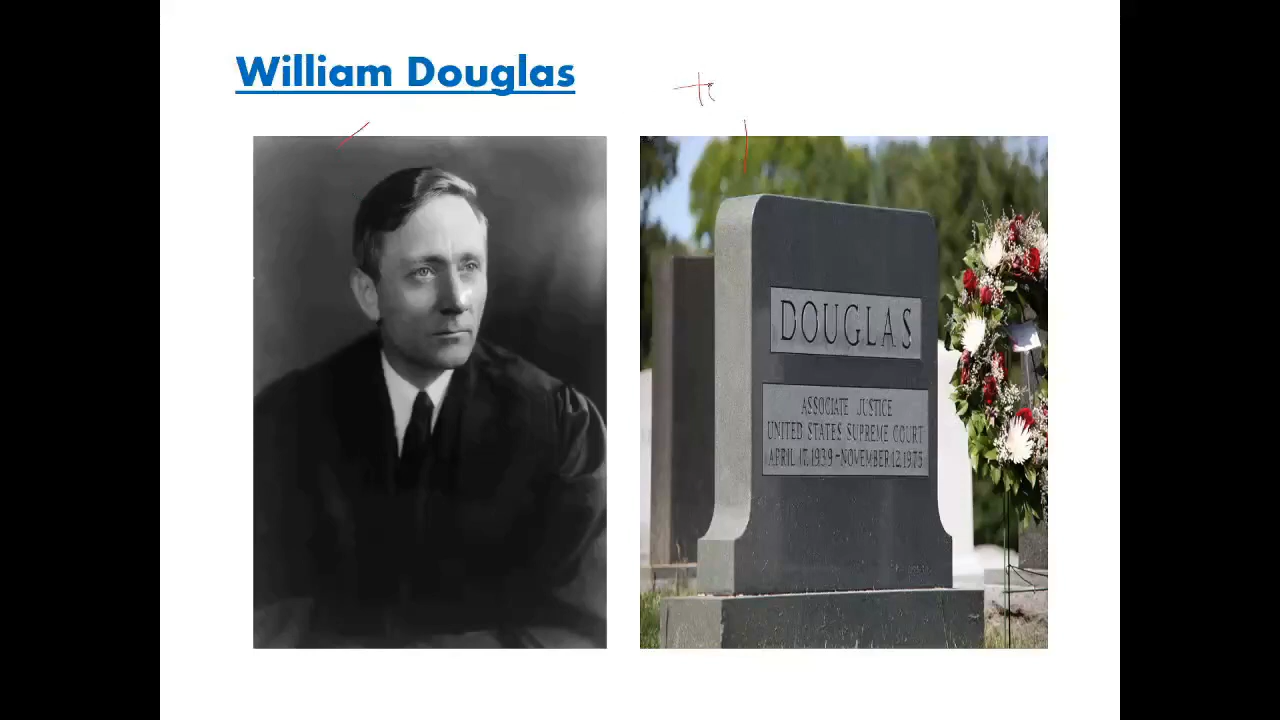 William Douglas
DOUGLAS
ASSOCIATE JUSTICE
UNITED STATES SUPREME COURT
APRIL 17, 1939 - NOVEMBER 12, 1975